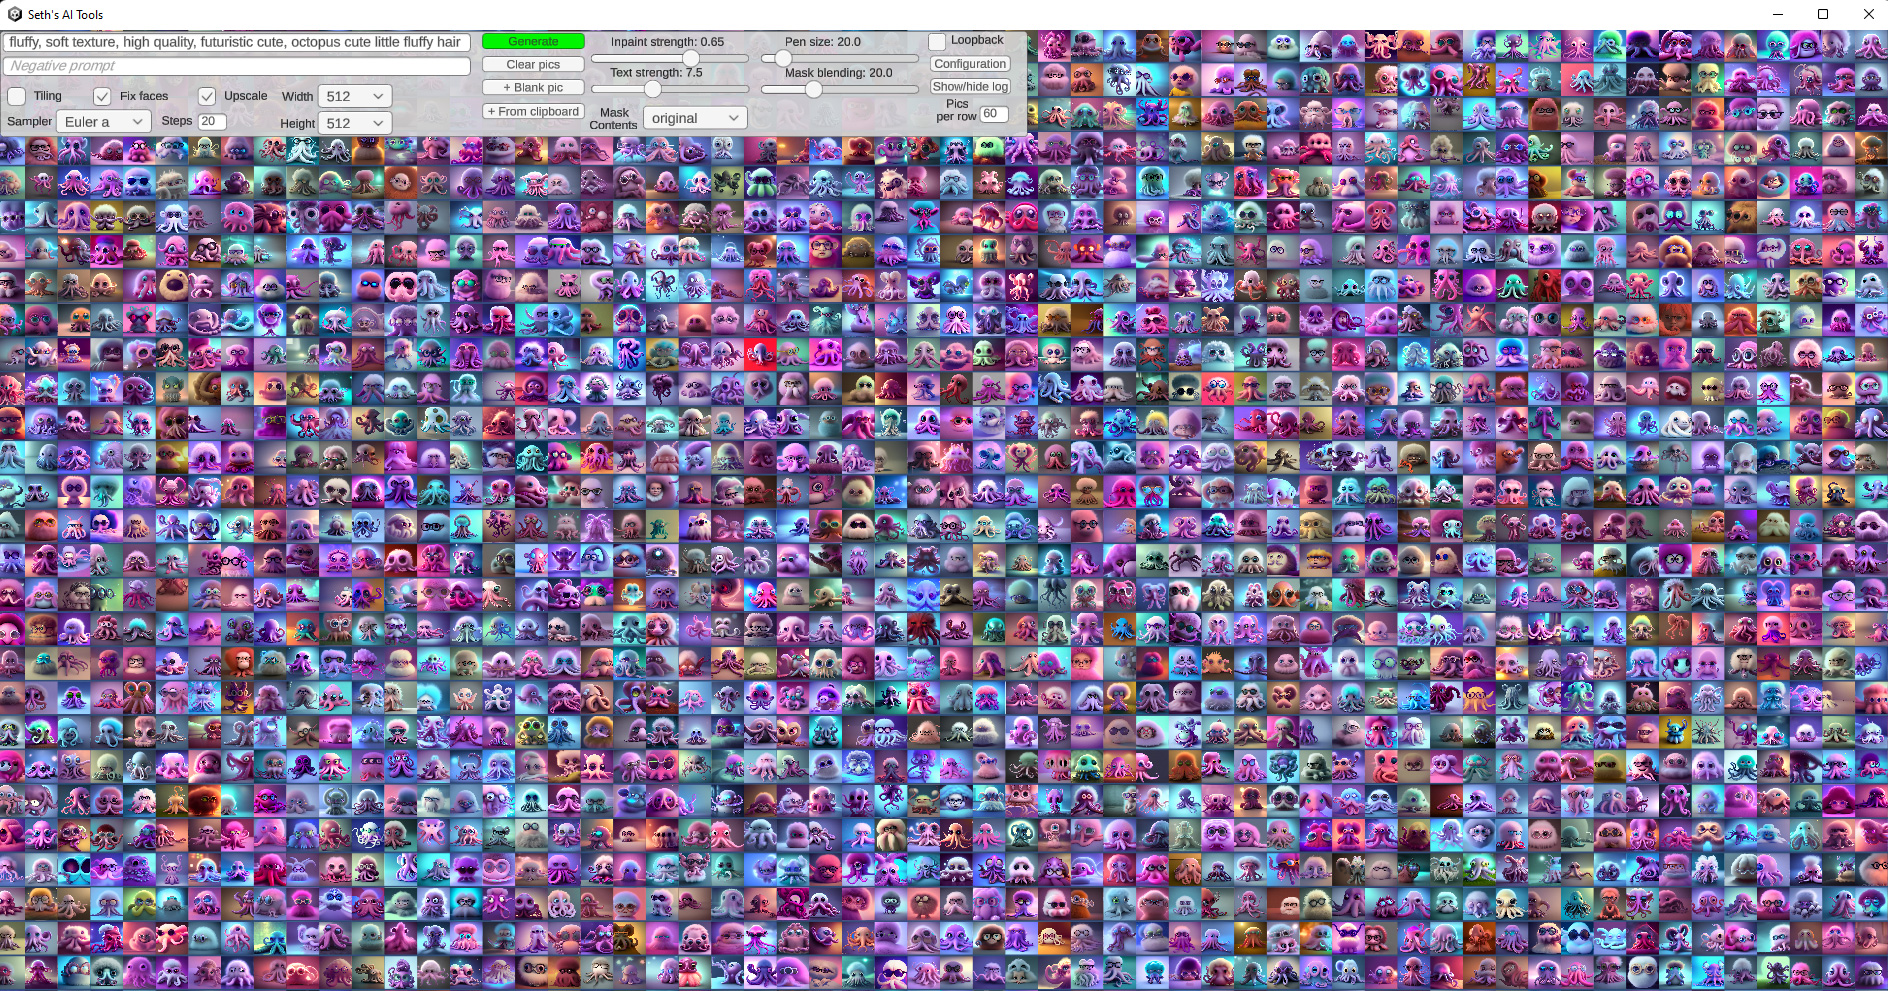 Seth's AI Tools
fluffy, soft texture, high quality, futuristic cute, octopus cute little fluffy hair
Negative prompt
Tiling
Fix faces
Upscale
Width
512
Sampler
Euler a
Steps
20
Height
512
Generate
Clear pics
+ Blank pic
+ From clipboard
Inpaint strength: 0.65
Text strength: 7.5
Mask
Contents
original
Pen size: 20.0
Mask blending: 20.0
Loopback
Configuration
Show/hide log
Pics
per row
60